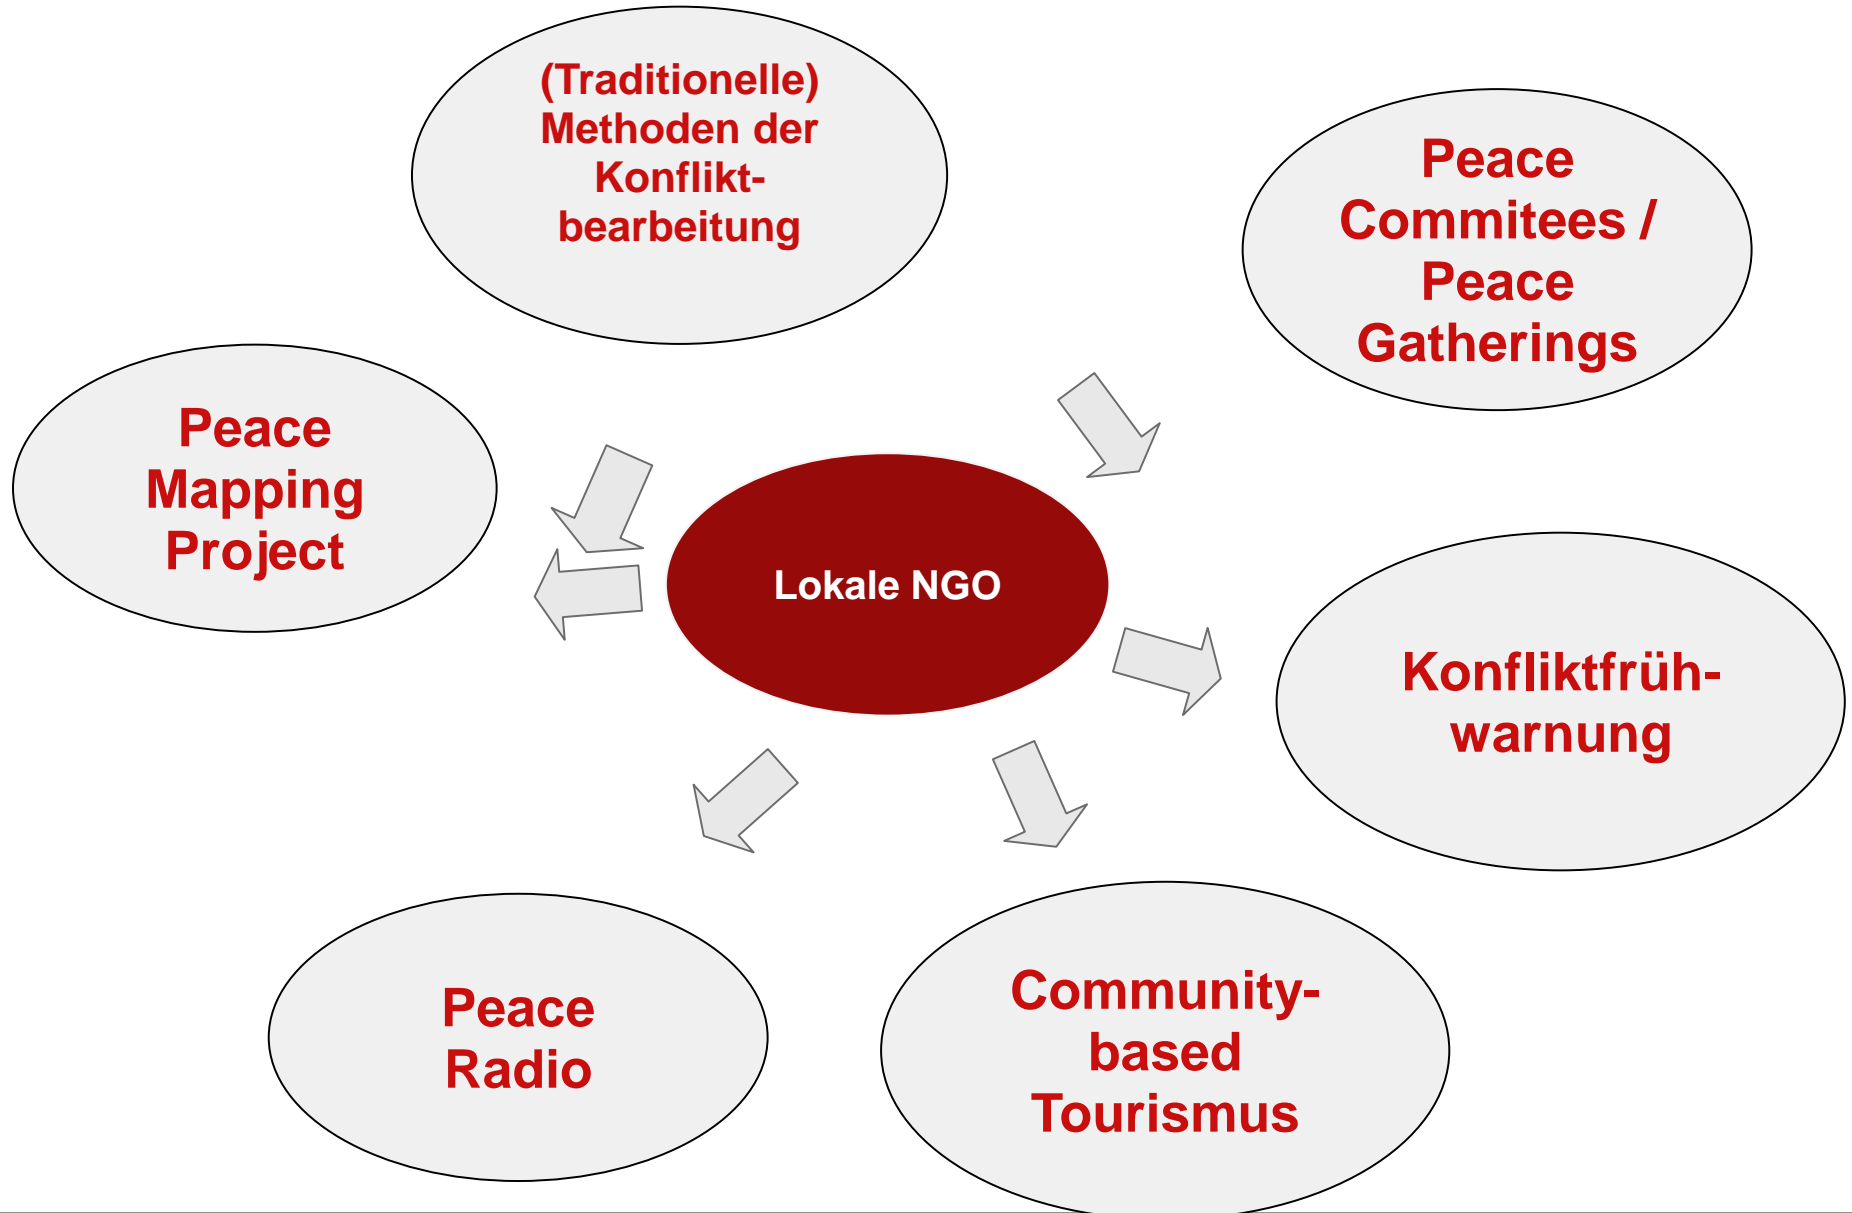 (Traditionelle)
Methoden der
Konflikt-
bearbeitung
Peace
Commitees /
Peace
Gatherings
Peace
Mapping
Project
Lokale NGO
Konfliktfrüh-
warnung
Peace
Radio
Community-
based
Tourismus